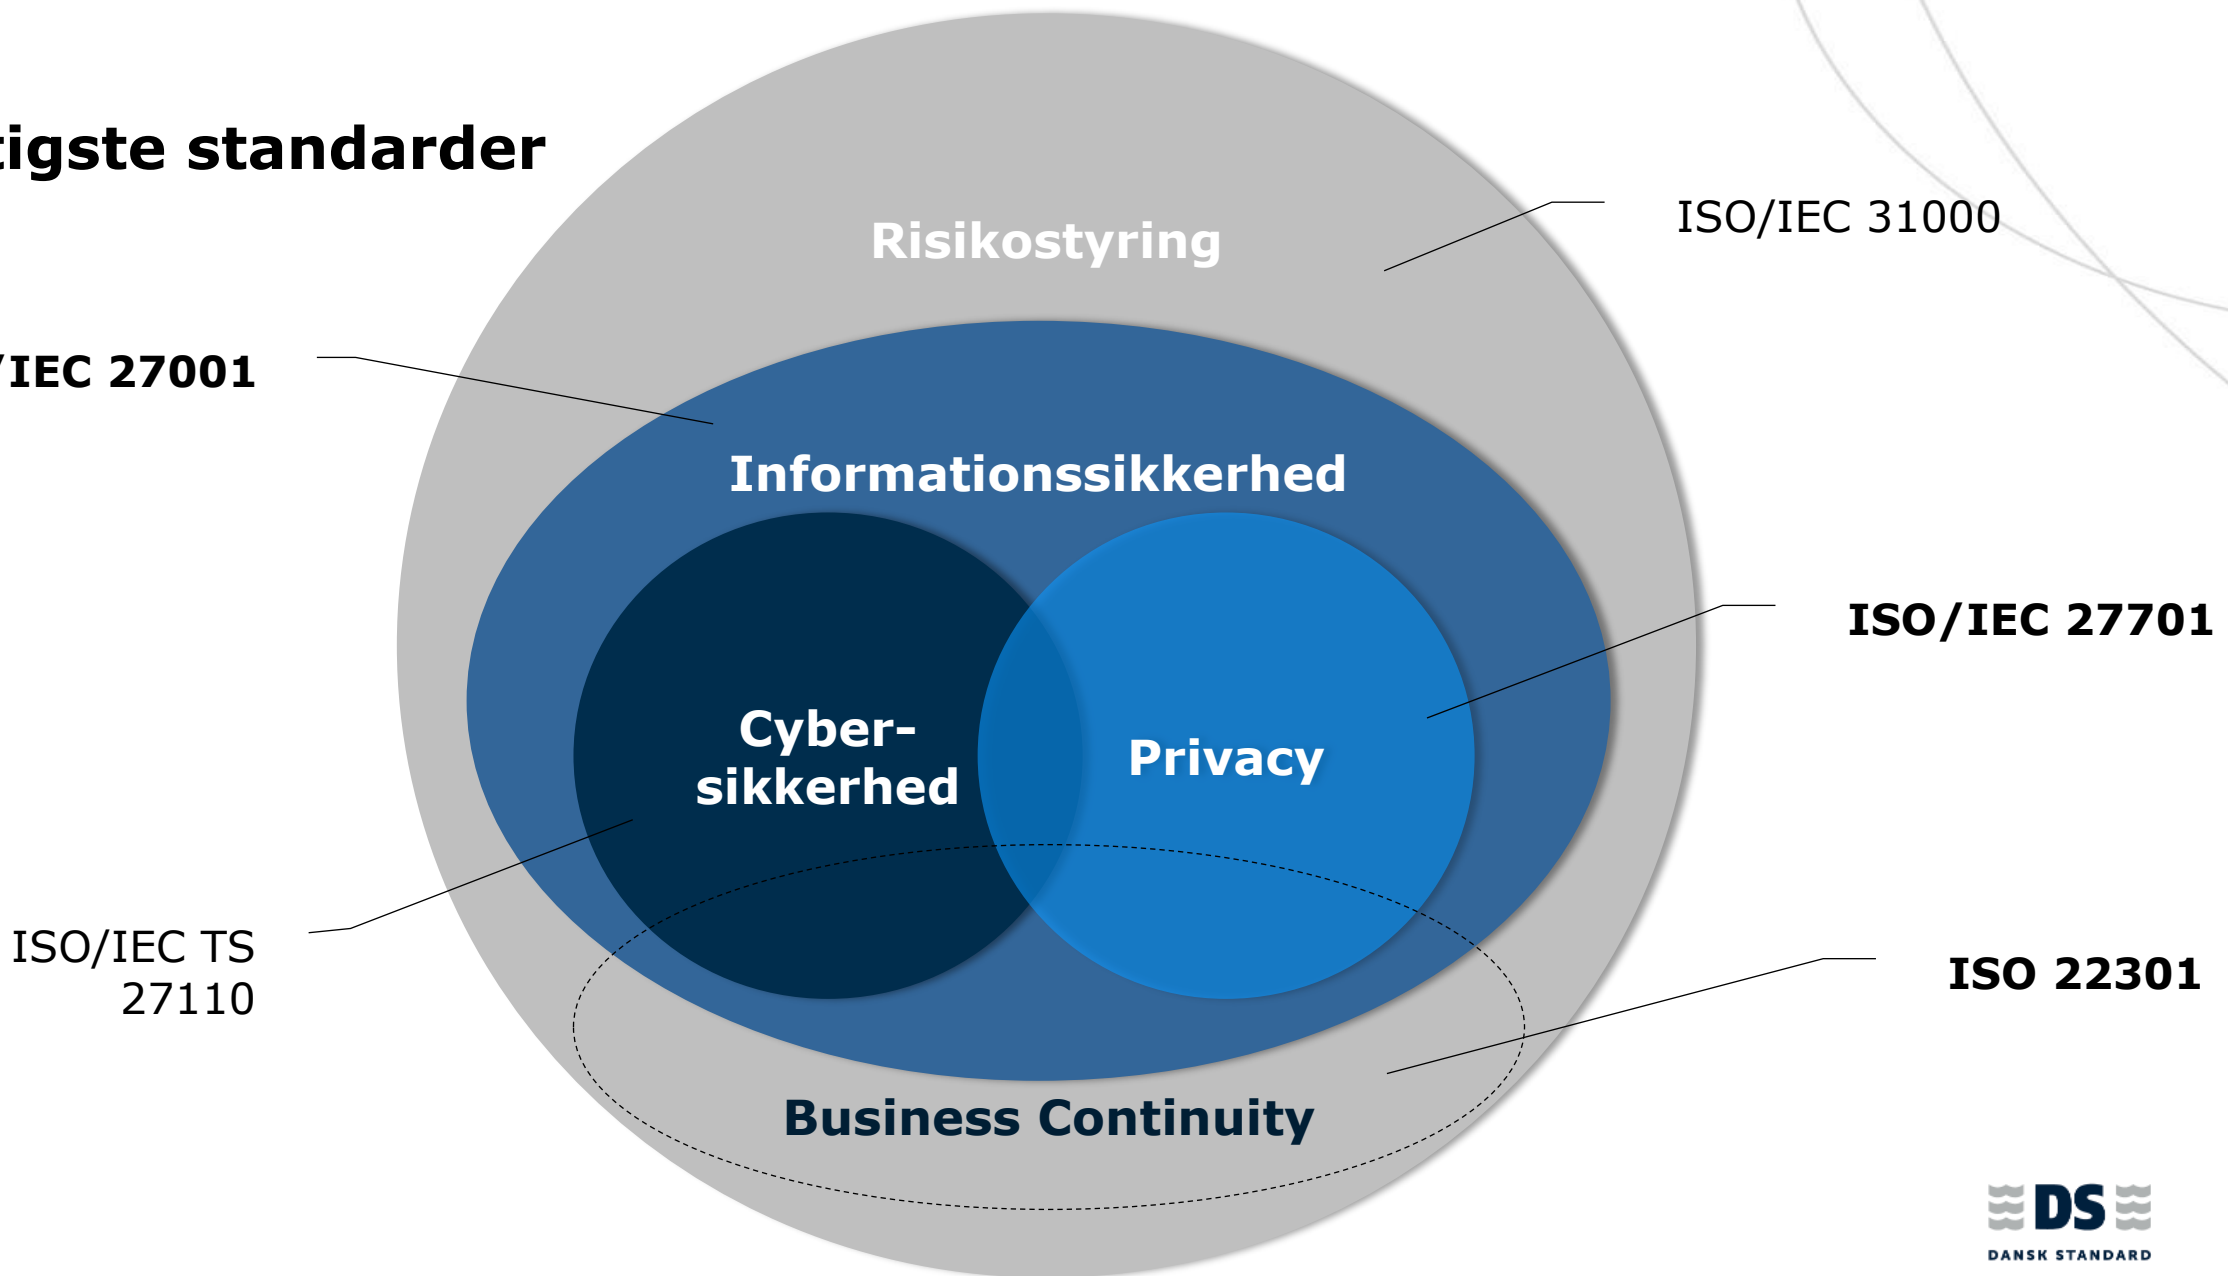 tigste standarder
Risikostyring
ISO/IEC 31000
/IEC 27001
Informationssikkerhed
ISO/IEC 27701
Cyber-
sikkerhed
Privacy
ISO/IEC TS
27110
ISO 22301
Business Continuity
DS
DANSK STANDARD